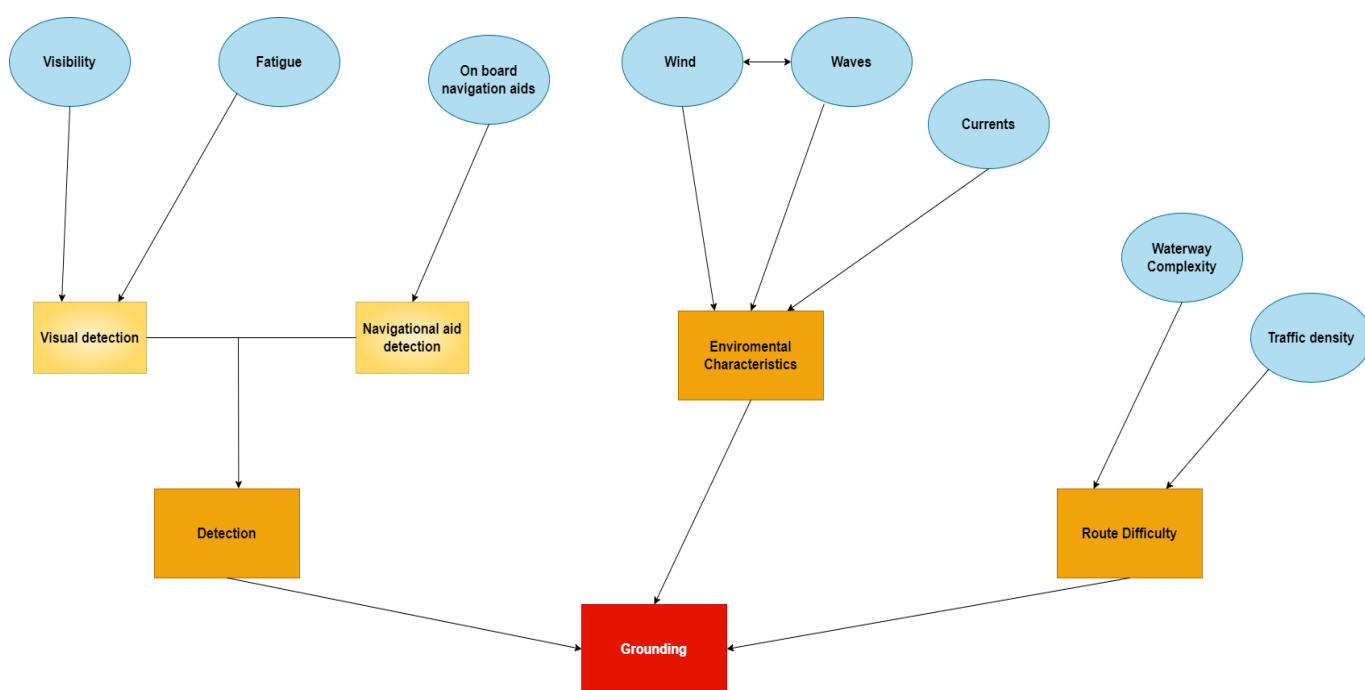 Visibility
Fatigue
On board
navigation aids
Wind
Waves
Currents
Waterway
Complexity
Traffic density
Visual detection
Navigational aid
detection
Enviromental
Characteristics
Detection
Route Difficulty
Grounding